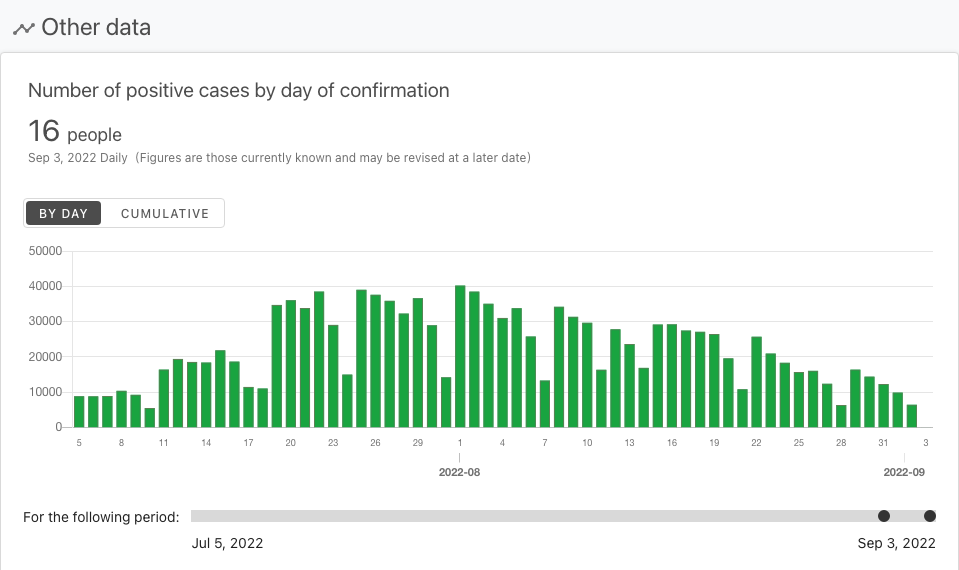 Other data
Number of positive cases by day of confirmation
16 people
Sep 3, 2022 Daily (Figures are those currently known and may be revised at a later date)
BY DAY CUMULATIVE
50000
40000
30000
20000
10000
0
5 8 11 14 17 20 23 26 29 1 4 7 10 13 16 19 22 25 28 31 3
2022-08 2022-09
For the following period:
Jul 5, 2022 Sep 3, 2022